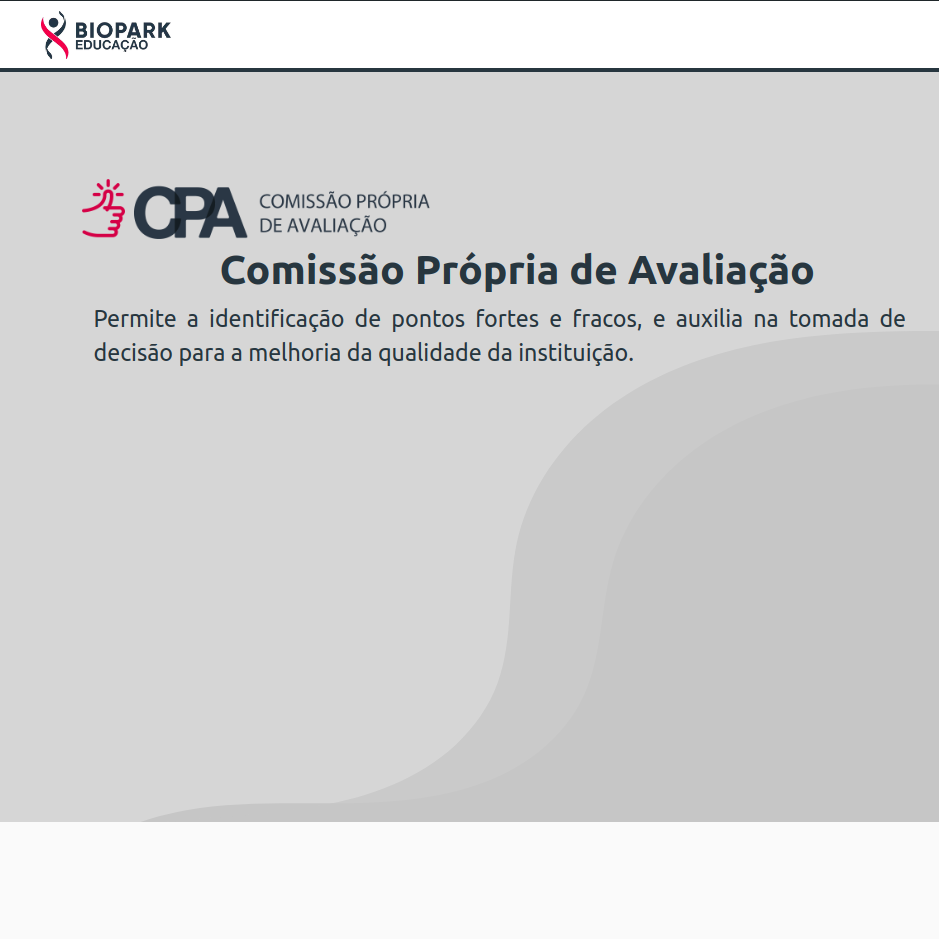 BIOPARK
EDUCAÇÃO
CPA
COMISSÃO PRÓPRIA
DE AVALIAÇÃO
Comissão Própria de Avaliação
Permite a identificação de pontos fortes e fracos, e auxilia na tomada de
decisão para a melhoria da qualidade da instituição.